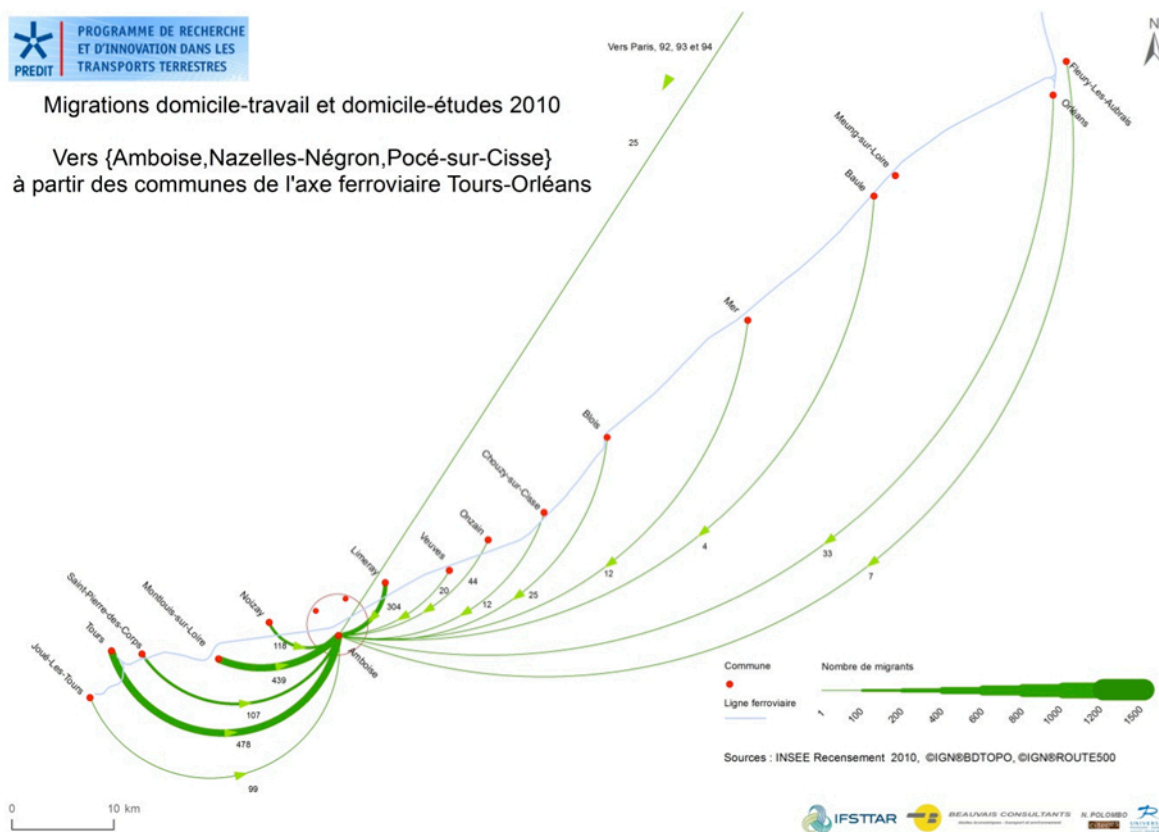 PREDIT
PROGRAMME DE RECHERCHE
ET D'INNOVATION DANS LES
TRANSPORTS TERRESTRES
Migrations domicile-travail et domicile-études 2010
Vers {Amboise,Nazelles-Négron,Pocé-sur-Cisse}
à partir des communes de l'axe ferroviaire Tours-Orléans
Vers Paris, 92, 93 et 94
25
N
Fleury-Les-Aubrais
Orléans
Meung-sur-Loire
Baule
Mer
Blois
Chouzy-sur-Cisse
Onzain
Veuves
Limeray
Noizay
Montlouis-sur-Loire
Saint-Pierre-des-Corps
Tours
Joué-Les-Tours
Amboise
304
20
44
12
25
12
4
33
7
118
439
107
478
99
Commune
Ligne ferroviaire
Nombre de migrants
1
100
200
400
600
800
1000
1200
1500
Sources : INSEE Recensement 2010, ©IGN®BDTOPO, ©IGN®ROUTE500
0
10 km
IFSTTAR
BEAUVAIS CONSULTANTS
N. POLOMBO